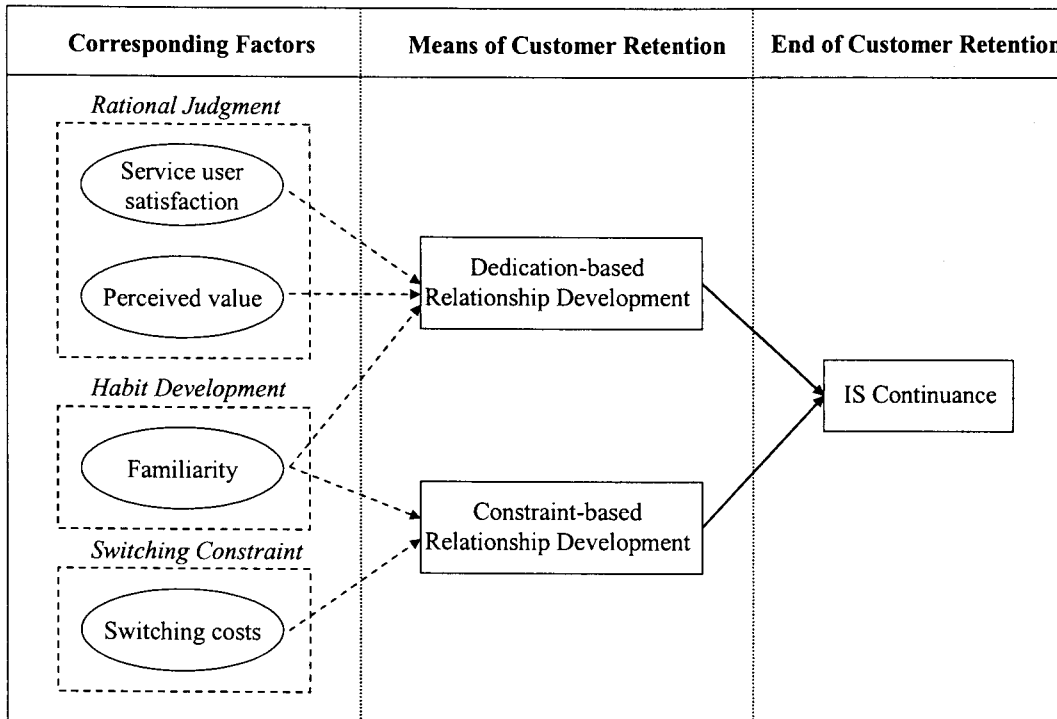 Corresponding Factors
Means of Customer Retention
End of Customer Retention
Rational Judgment
Service user
satisfaction
Perceived value
Habit Development
Familiarity
Switching Constraint
Switching costs
Dedication-based
Relationship Development
Constraint-based
Relationship Development
IS Continuance